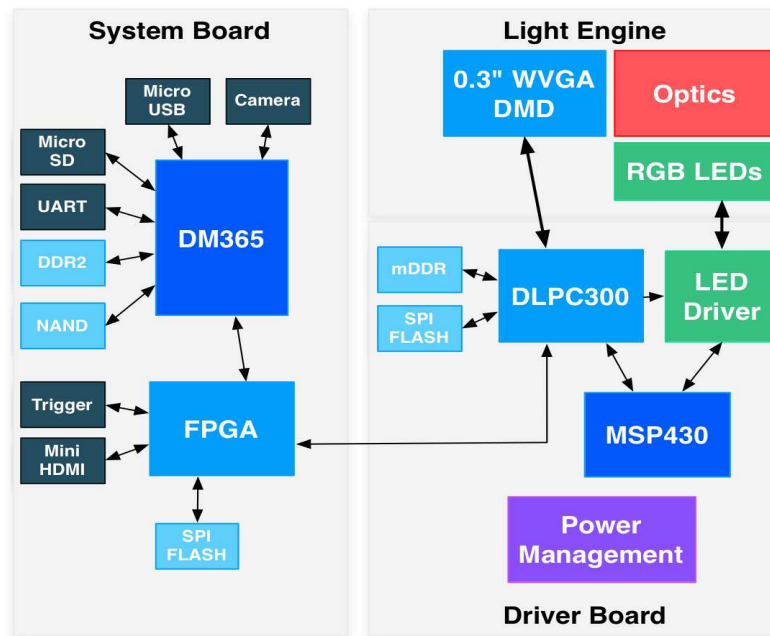 System Board
Micro
USB
Camera
Micro
SD
UART
DDR2
NAND
DM365
Trigger
Mini
HDMI
FPGA
SPI
FLASH
Light Engine
0.3" WVGA
DMD
Optics
RGB LEDs
mDDR
SPI
FLASH
DLPC300
LED
Driver
MSP430
Power
Management
Driver Board